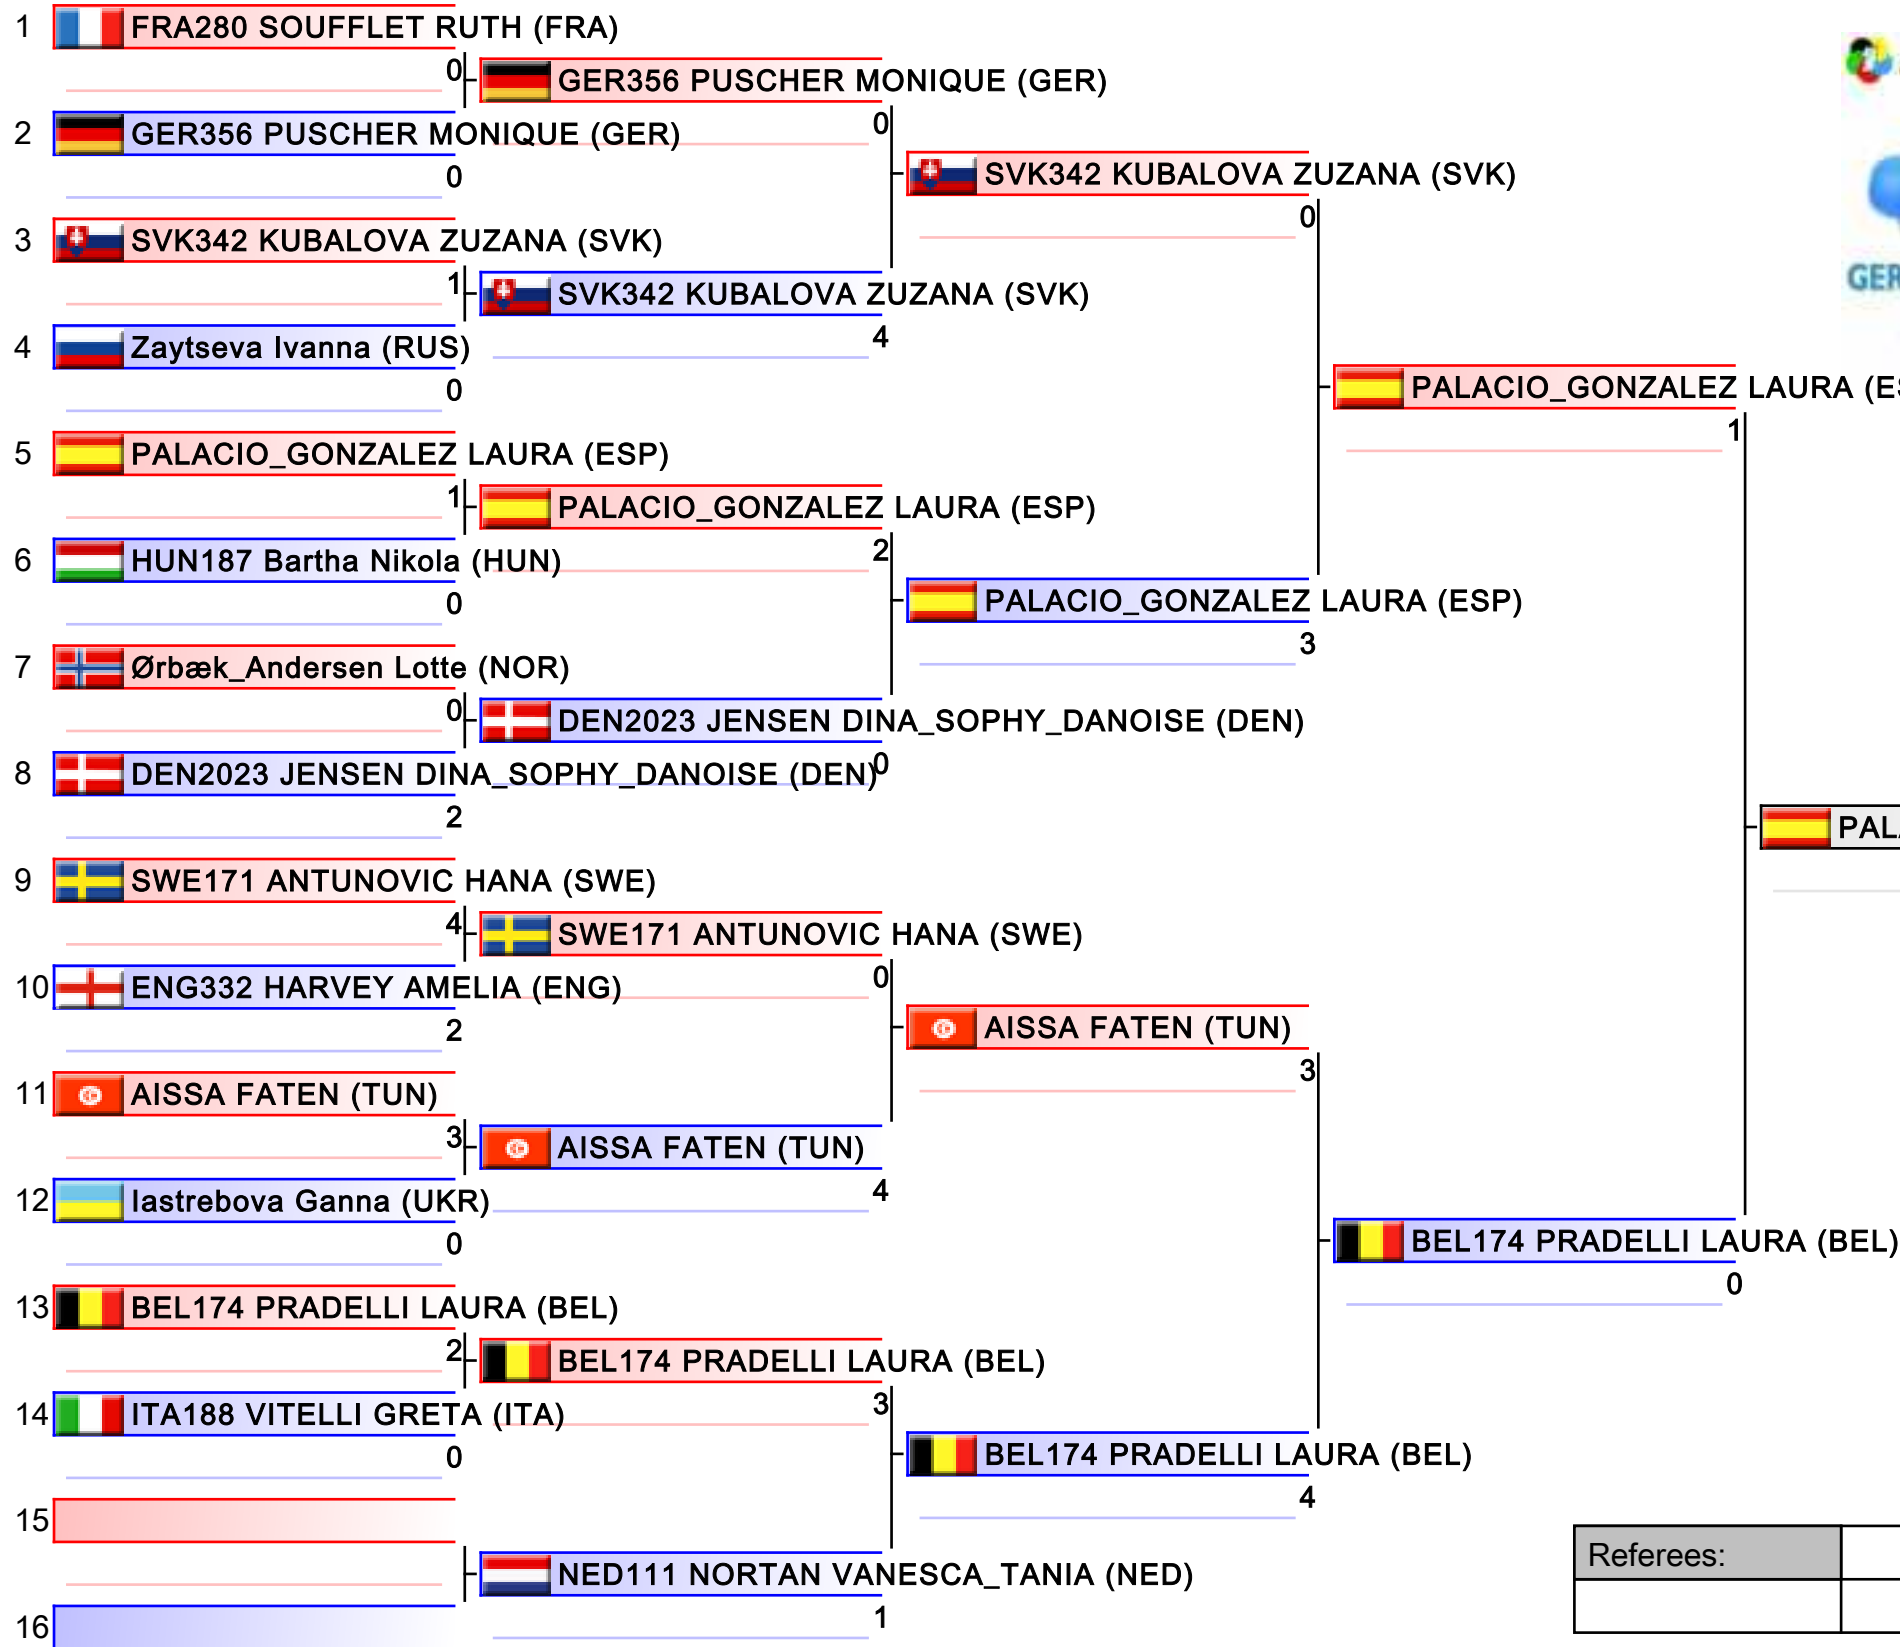 1 FRA280 SOUFFLET RUTH (FRA)
0
2 GER356 PUSCHER MONIQUE (GER)
0
3 SVK342 KUBALOVA ZUZANA (SVK)
1
4 Zaytseva Ivanna (RUS)
0
5 PALACIO_GONZALEZ LAURA (ESP)
1
6 HUN187 Bartha Nikola (HUN)
0
7 Ørbæk_Andersen Lotte (NOR)
0
8 DEN2023 JENSEN DINA_SOPHY_DANOISE (DEN)
2
9 SWE171 ANTUNOVIC HANA (SWE)
4
10 ENG332 HARVEY AMELIA (ENG)
2
11 AISSA FATEN (TUN)
3
12 Iastrebova Ganna (UKR)
0
13 BEL174 PRADELLI LAURA (BEL)
2
14 ITA188 VITELLI GRETA (ITA)
0
15
16
GER356 PUSCHER MONIQUE (GER)
0
SVK342 KUBALOVA ZUZANA (SVK)
4
PALACIO_GONZALEZ LAURA (ESP)
2
DEN2023 JENSEN DINA_SOPHY_DANOISE (DEN)
0
SWE171 ANTUNOVIC HANA (SWE)
0
AISSA FATEN (TUN)
4
BEL174 PRADELLI LAURA (BEL)
3
NED111 NORTAN VANESCA_TANIA (NED)
1
SVK342 KUBALOVA ZUZANA (SVK)
0
PALACIO_GONZALEZ LAURA (ESP)
3
AISSA FATEN (TUN)
3
BEL174 PRADELLI LAURA (BEL)
4
PALACIO_GONZALEZ LAURA (E
1
BEL174 PRADELLI LAURA (BEL)
0
PAL
GER
Referees: